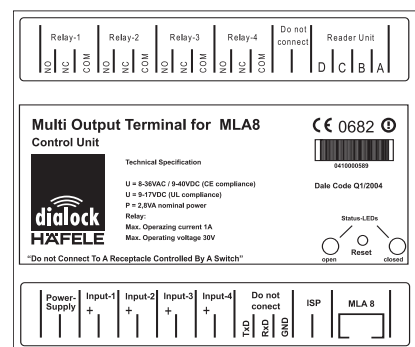 Relay-1 Relay-2 Relay-3 Relay-4 Do not connect Reader Unit
NO NC COM NO NC COM NO NC COM NO NC COM D C B A
Multi Output Terminal for MLA8
Control Unit
CE 0682
0410000589
Technical Specification
U = 8-36VAC / 9-40VDC (CE compliance)
U = 9-17VDC (UL compliance)
P = 2,8VA nominal power
Relay:
Max. Operazing current 1A
Max. Operating voltage 30V
Dale Code Q1/2004
dialock
HÄFELE
Status-LEDs
open Reset closed
"Do not Connect To A Receptacle Controlled By A Switch"
Power-Supply Input-1 Input-2 Input-3 Input-4 Do not conect ISP MLA 8
+ + + + TxD RxD GND